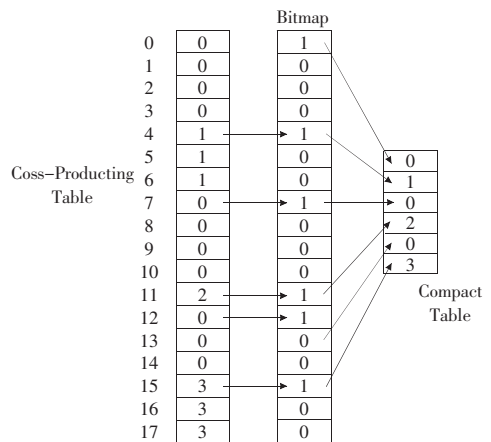 Bitmap
0 0 1
1 0 0
2 0 0
3 0 0
4 1 1
5 1 0 0
6 1 0 1
Coss-Producting
Table
7 0 1 0
8 0 0 2
9 0 0 0
10 0 0 3
11 2 1
Compact
Table
12 0 1
13 0 0
14 0 0
15 3 1
16 3 0
17 3 0